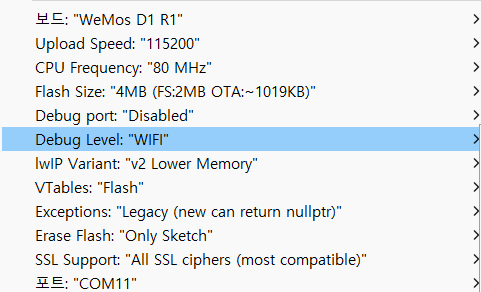 보드: "WeMos D1 R1"
Upload Speed: "115200"
CPU Frequency: "80 MHz"
Flash Size: "4MB (FS:2MB OTA:~1019KB)"
Debug port: "Disabled"
Debug Level: "WIFI"
lwIP Variant: "v2 Lower Memory"
VTables: "Flash"
Exceptions: "Legacy (new can return nullptr)"
Erase Flash: "Only Sketch"
SSL Support: "All SSL ciphers (most compatible)"
포트: "COM11"